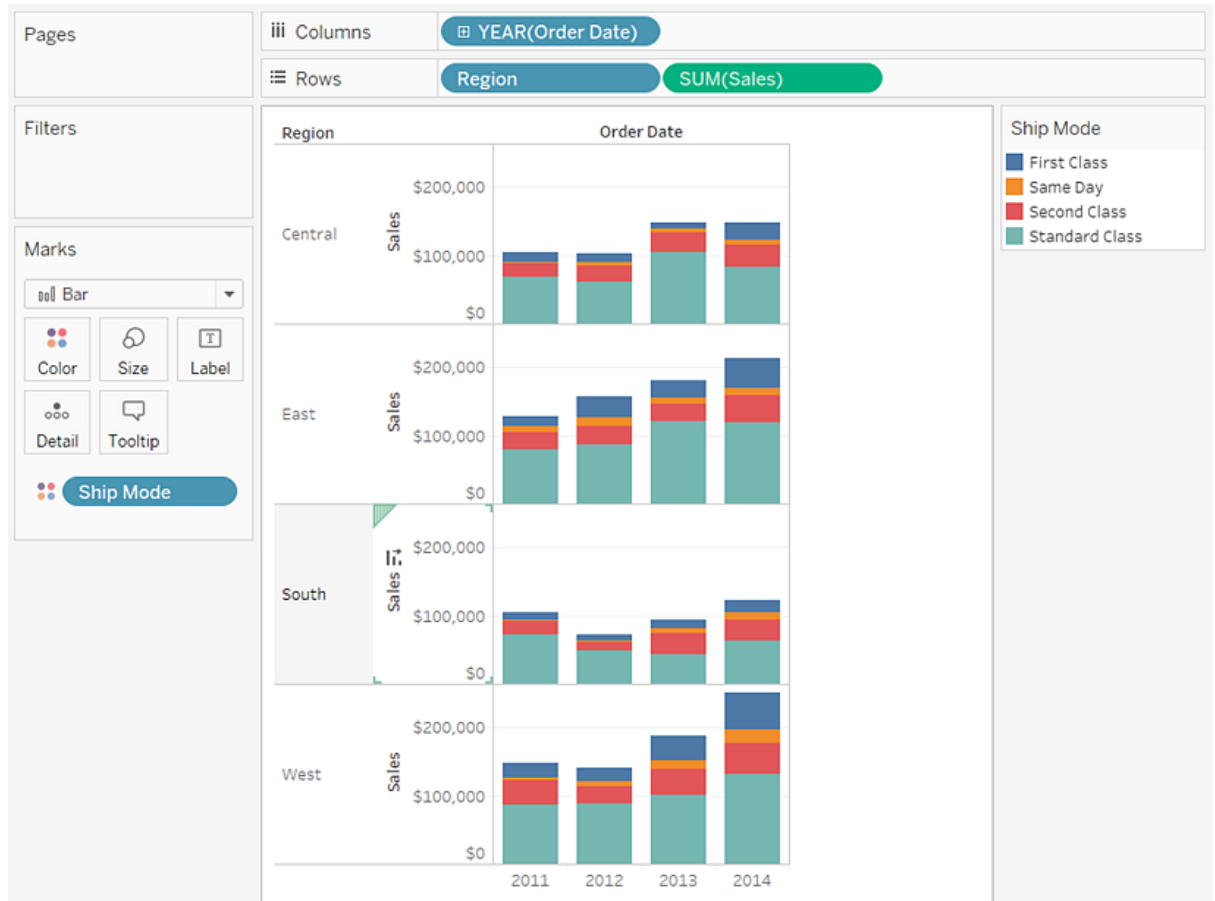 Pages
Columns
YEAR(Order Date)
Rows
Region
SUM(Sales)
Filters
Marks
Bar
Color
Size
T
Label
Detail
Tooltip
Ship Mode
Region
Order Date
Central
Sales
$200,000
$100,000
$0
East
Sales
$200,000
$100,000
$0
South
Sales
$200,000
$100,000
$0
West
Sales
$200,000
$100,000
$0
2011 2012 2013 2014
Ship Mode
First Class
Same Day
Second Class
Standard Class